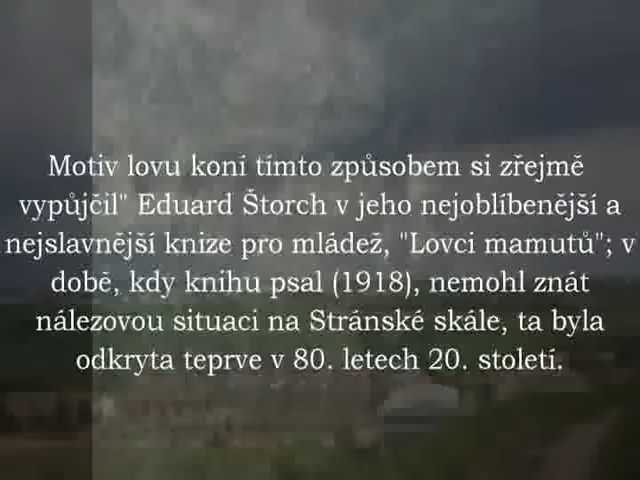 Motiv lovu koní tímto způsobem si zřejmě
vypůjčil" Eduard Štorch v jeho nejoblíbenější a
nejslavnější knize pro mládež, "Lovci mamutů"; v
době, kdy knihu psal (1918), nemohl znát
nálezovou situaci na Stránské skále, ta byla
odkryta teprve v 80. letech 20. století.